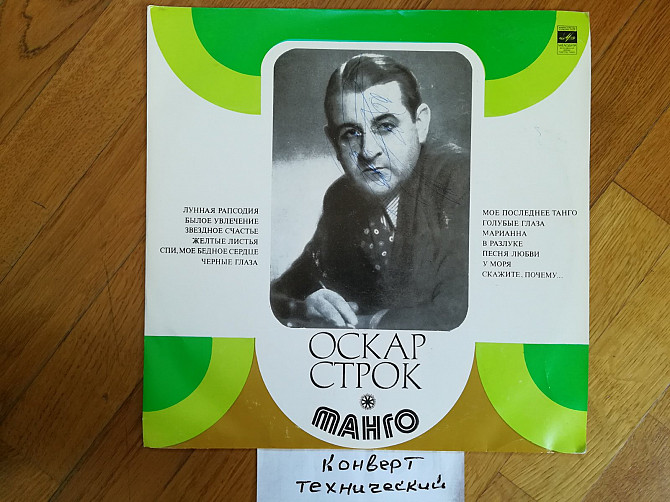 ЛУННАЯ РАПСОДИЯ
БЫЛОЕ УВЛЕЧЕНИЕ
ЗВЕЗДНОЕ СЧАСТЬЕ
ЖЕЛТЫЕ ЛИСТЬЯ
СПИ, МОЕ БЕДНОЕ СЕРДЦЕ
ЧЕРНЫЕ ГЛАЗА
МОЕ ПОСЛЕДНЕЕ ТАНГО
ГОЛУБЫЕ ГЛАЗА
МАРИАННА
В РАЗЛУКЕ
ПЕСНЯ ЛЮБВИ
У МОРЯ
СКАЖИТЕ, ПОЧЕМУ...
ОСКАР
СТРОК
ТАНГО
Конверт
технический